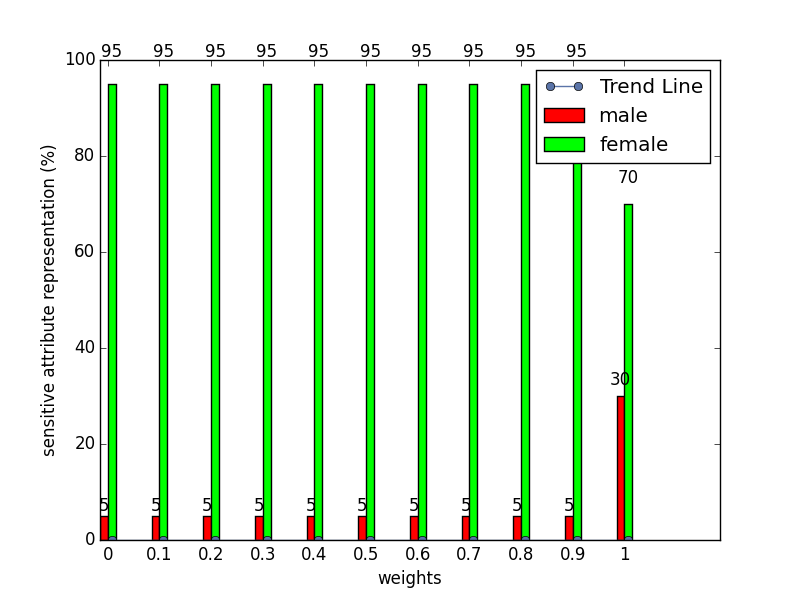 95 95 95 95 95 95 95 95 95 95
100
Trend Line
male
female
80
70
60
sensitive attribute representation (%)
40
30
20
5 5 5 5 5 5 5 5 5 5
0
0 0.1 0.2 0.3 0.4 0.5 0.6 0.7 0.8 0.9 1
weights